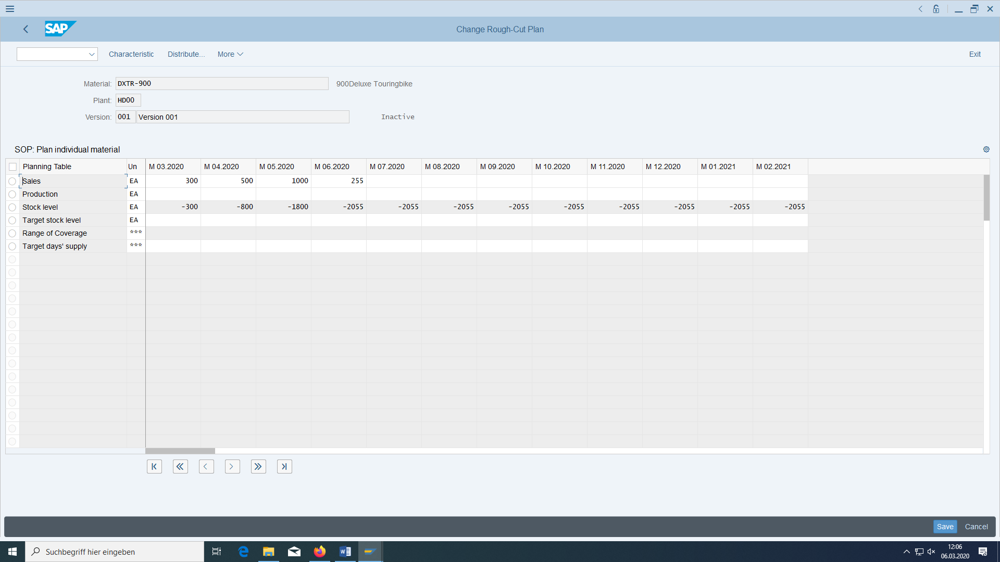 SAP
Change Rough-Cut Plan
Characteristic Distribute... More Exit
Material: DXTR-900 900Deluxe Touringbike
Plant: HD00
Version: 001 Version 001 Inactive
SOP: Plan individual material
Planning Table Un M 03.2020 M 04.2020 M 05.2020 M 06.2020 M 07.2020 M 08.2020 M 09.2020 M 10.2020 M 11.2020 M 12.2020 M 01.2021 M 02.2021
Sales EA 300 500 1000 255
Production EA
Stock level EA -300 -800 -1800 -2055 -2055 -2055 -2055 -2055 -2055 -2055 -2055 -2055
Target stock level EA
Range of Coverage ***
Target days' supply ***
Save Cancel
Suchbegriff hier eingeben
12:06
06.03.2020